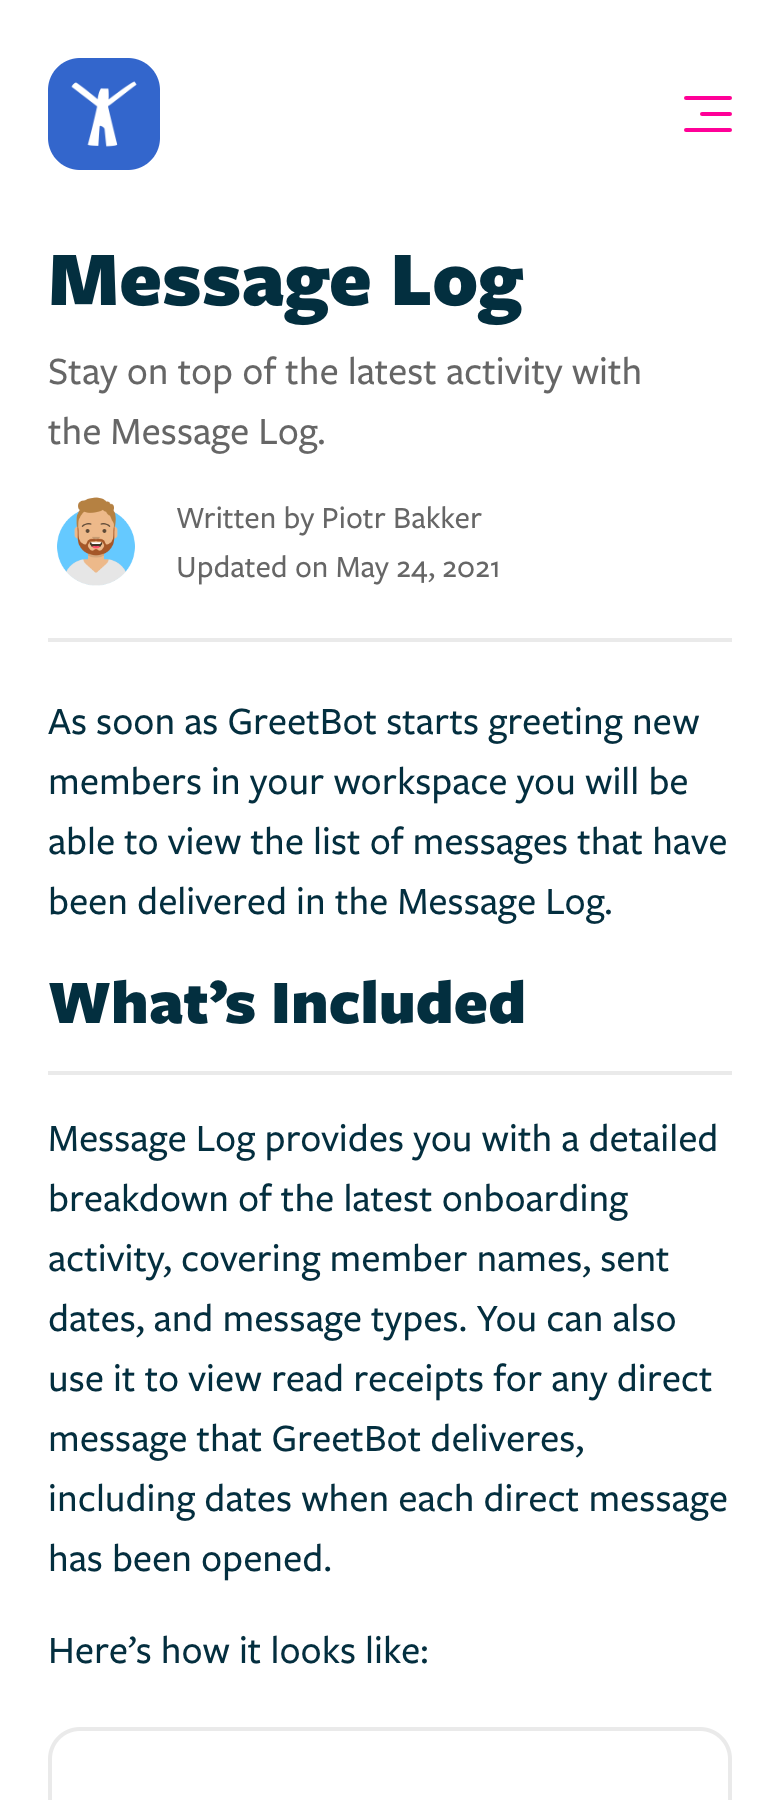 Message Log
Stay on top of the latest activity with
the Message Log.
Written by Piotr Bakker
Updated on May 24, 2021
As soon as GreetBot starts greeting new
members in your workspace you will be
able to view the list of messages that have
been delivered in the Message Log.
What’s Included
Message Log provides you with a detailed
breakdown of the latest onboarding
activity, covering member names, sent
dates, and message types. You can also
use it to view read receipts for any direct
message that GreetBot deliveres,
including dates when each direct message
has been opened.
Here’s how it looks like: